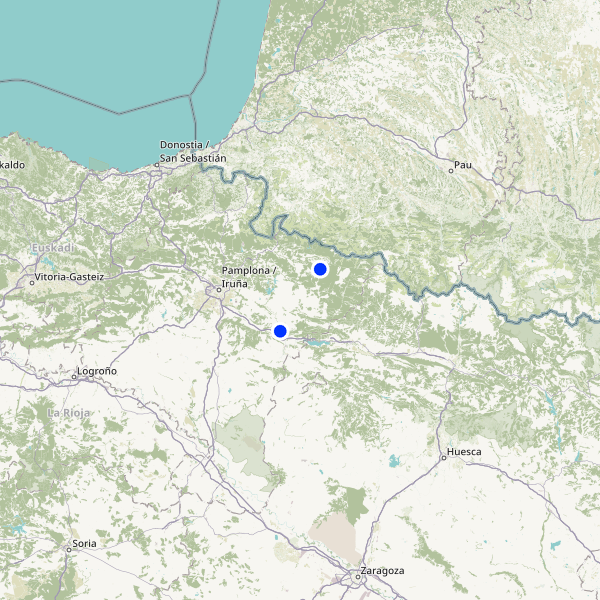 Donostia /
San Sebastián
kaldo
Pau
Euskadi
Vitoria-Gasteiz
Pamplona /
Iruña
Logroño
La Rioja
Huesca
Soria
Zaragoza